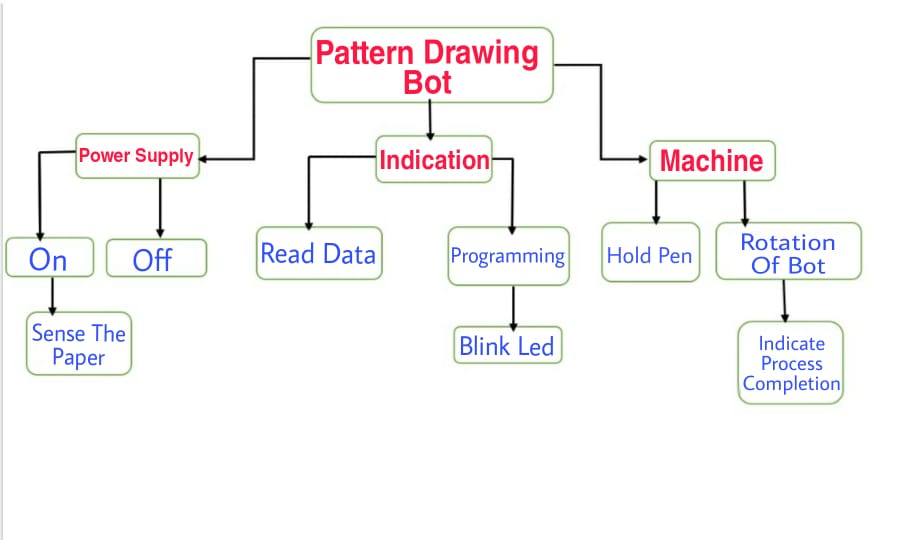 Pattern Drawing
Bot
Power Supply
Indication
Machine
On
Off
Read Data
Programming
Hold Pen
Rotation
Of Bot
Sense The
Paper
Blink Led
Indicate
Process
Completion